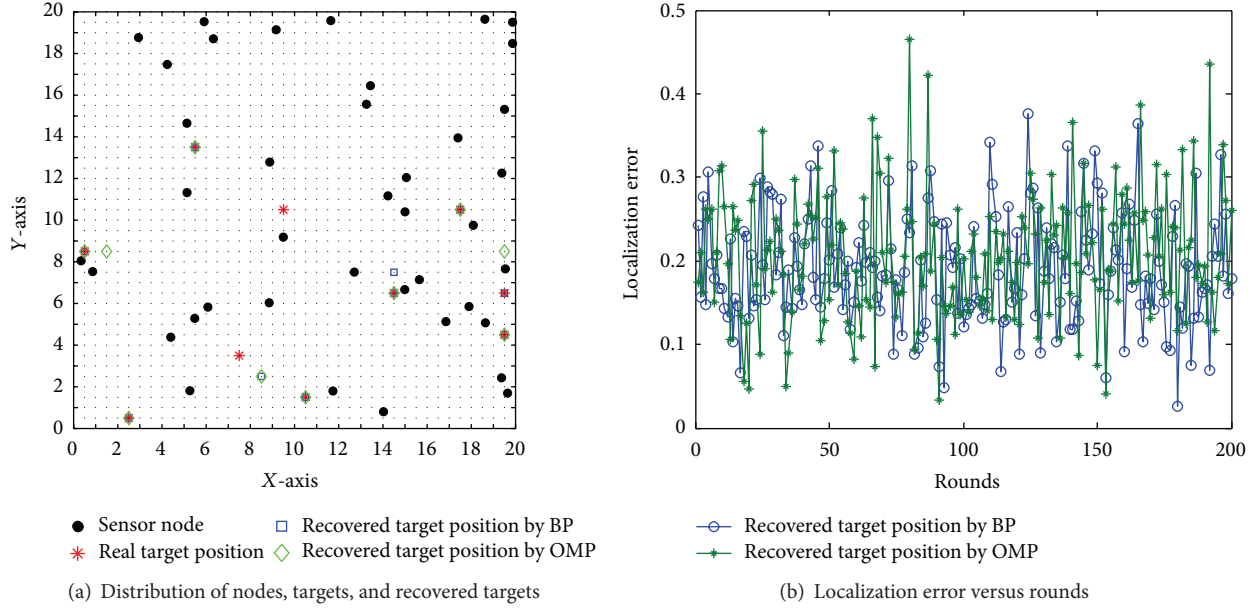 20
18
16
14
12
10
8
6
4
2
0
Y-axis
0 2 4 6 8 10 12 14 16 18 20
X-axis
Sensor node
Real target position
Recovered target position by BP
Recovered target position by OMP
(a) Distribution of nodes, targets, and recovered targets
0.5
0.4
0.3
0.2
0.1
0
Localization error
0 50 100 150 200
Rounds
Recovered target position by BP
Recovered target position by OMP
(b) Localization error versus rounds